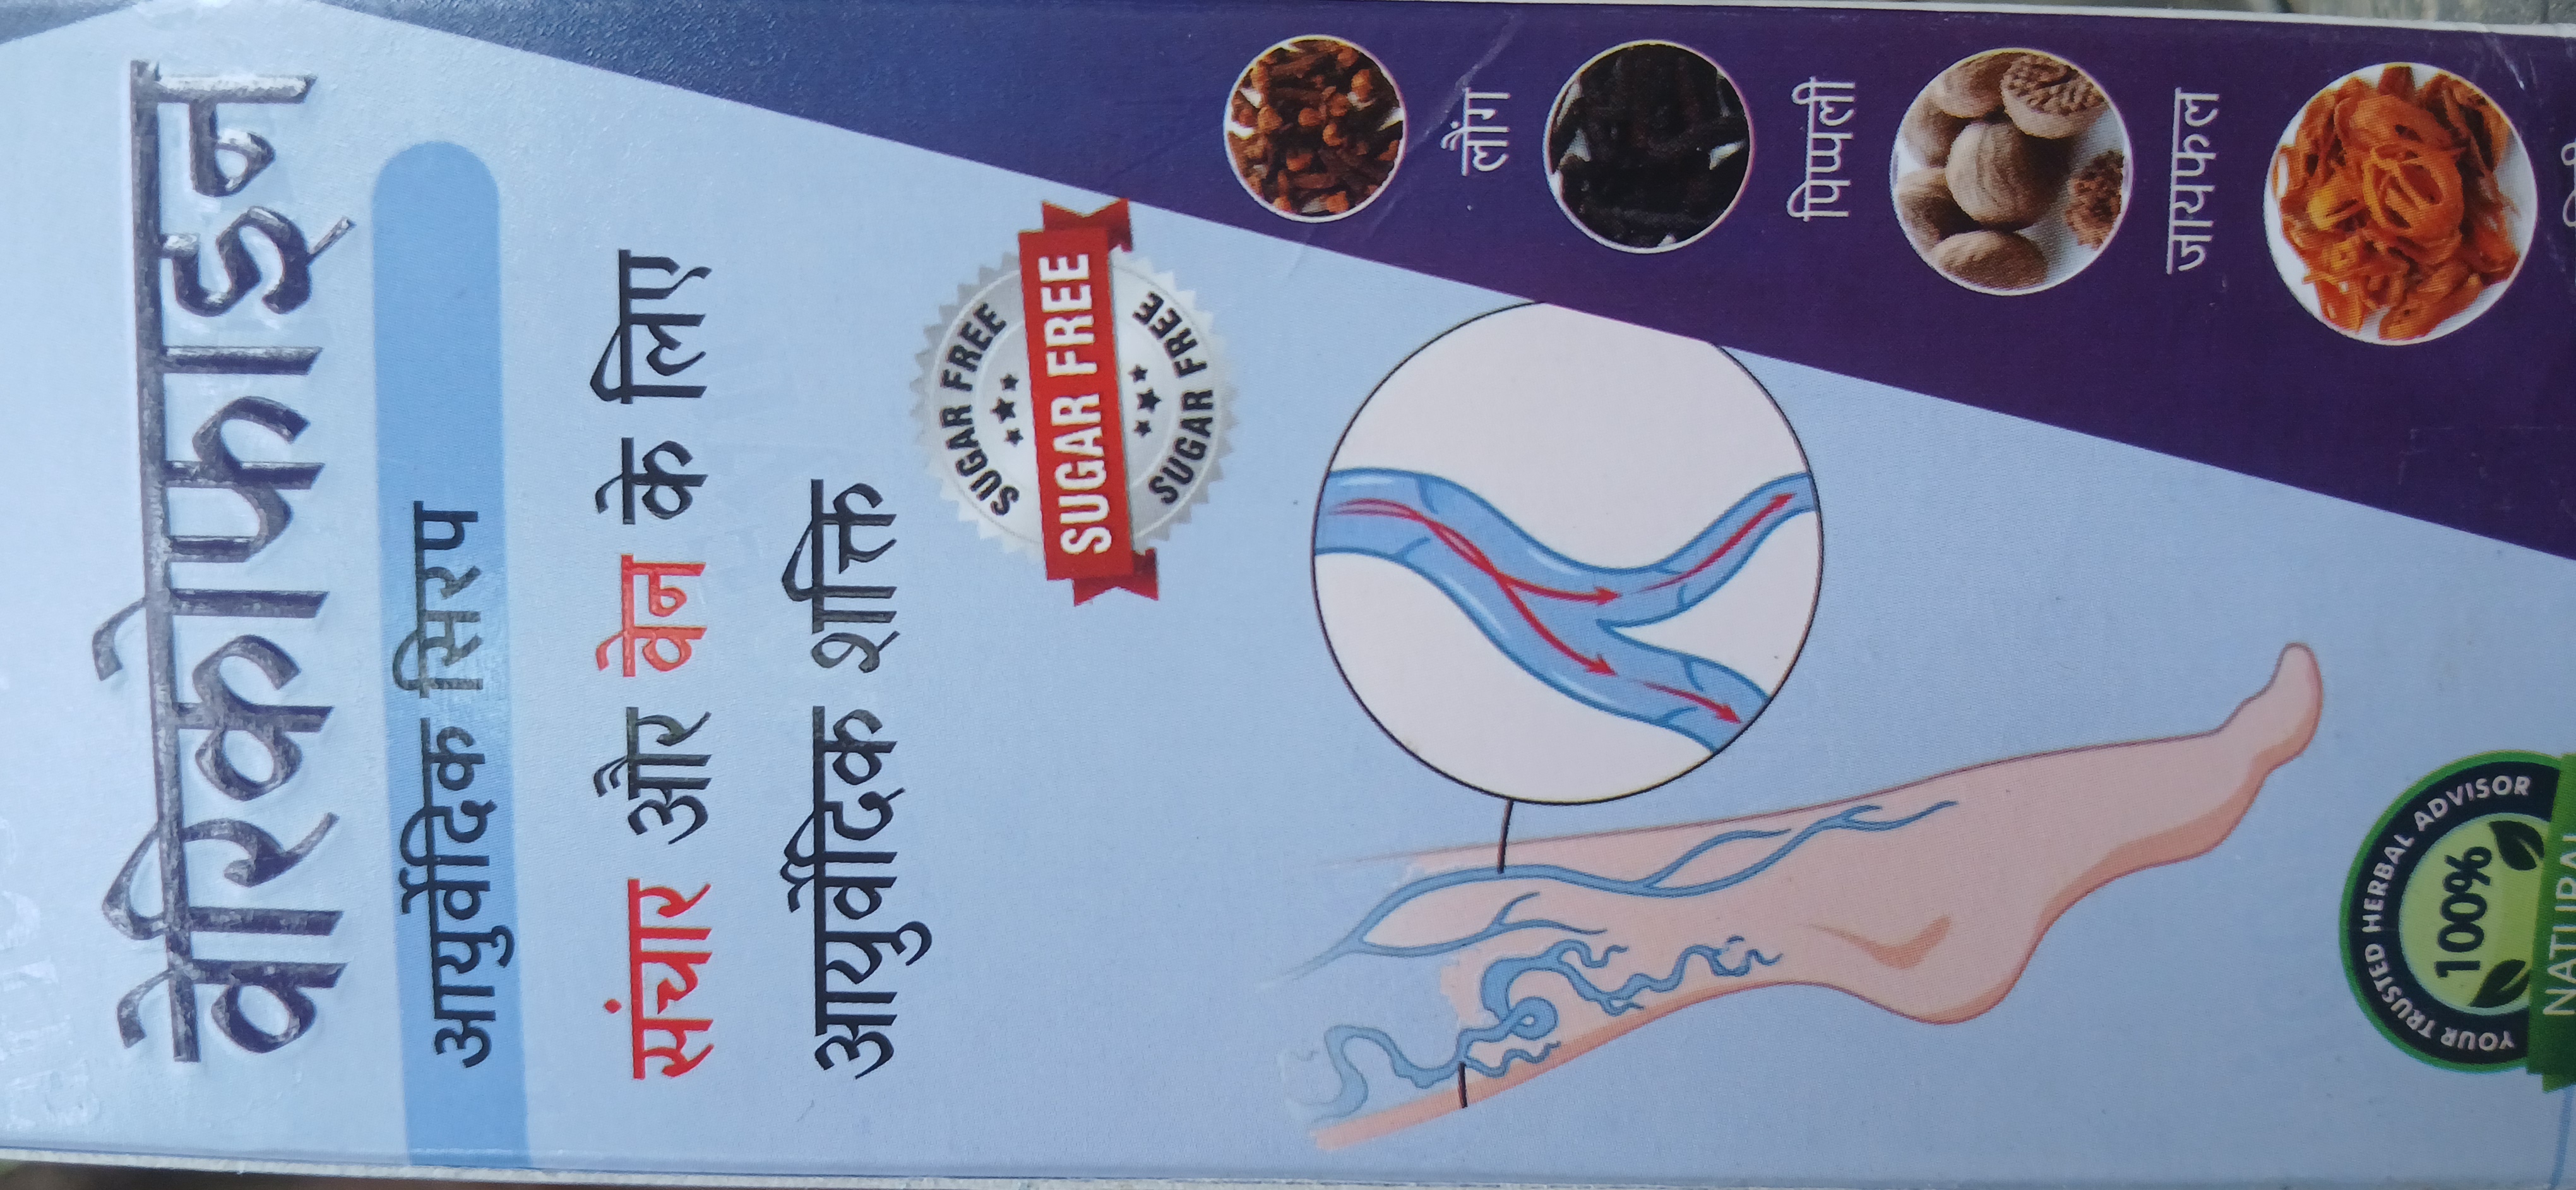 वेरिकोफाइन
आयुर्वेदिक सिरप
संचार और वेन के लिए
आयुर्वेदिक शक्ति
SUGAR FREE
SUGAR FREE
SUGAR FREE
लौंग
पिप्पली
जायफल
YOUR TRUSTED HERBAL ADVISOR
100%
NATURAL